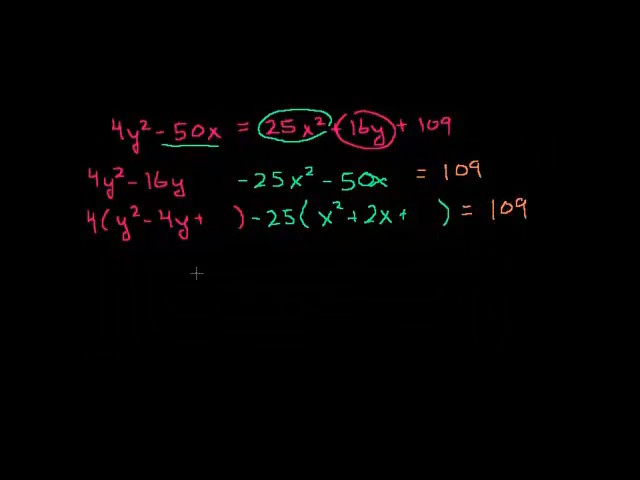 4y² - 50x = 25x² + 16y + 109
4y² - 16y - 25x² - 50x = 109
4(y² - 4y + ) - 25(x² + 2x + ) = 109